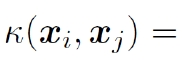 κ(𝒙ᵢ, 𝒙ⱼ) =